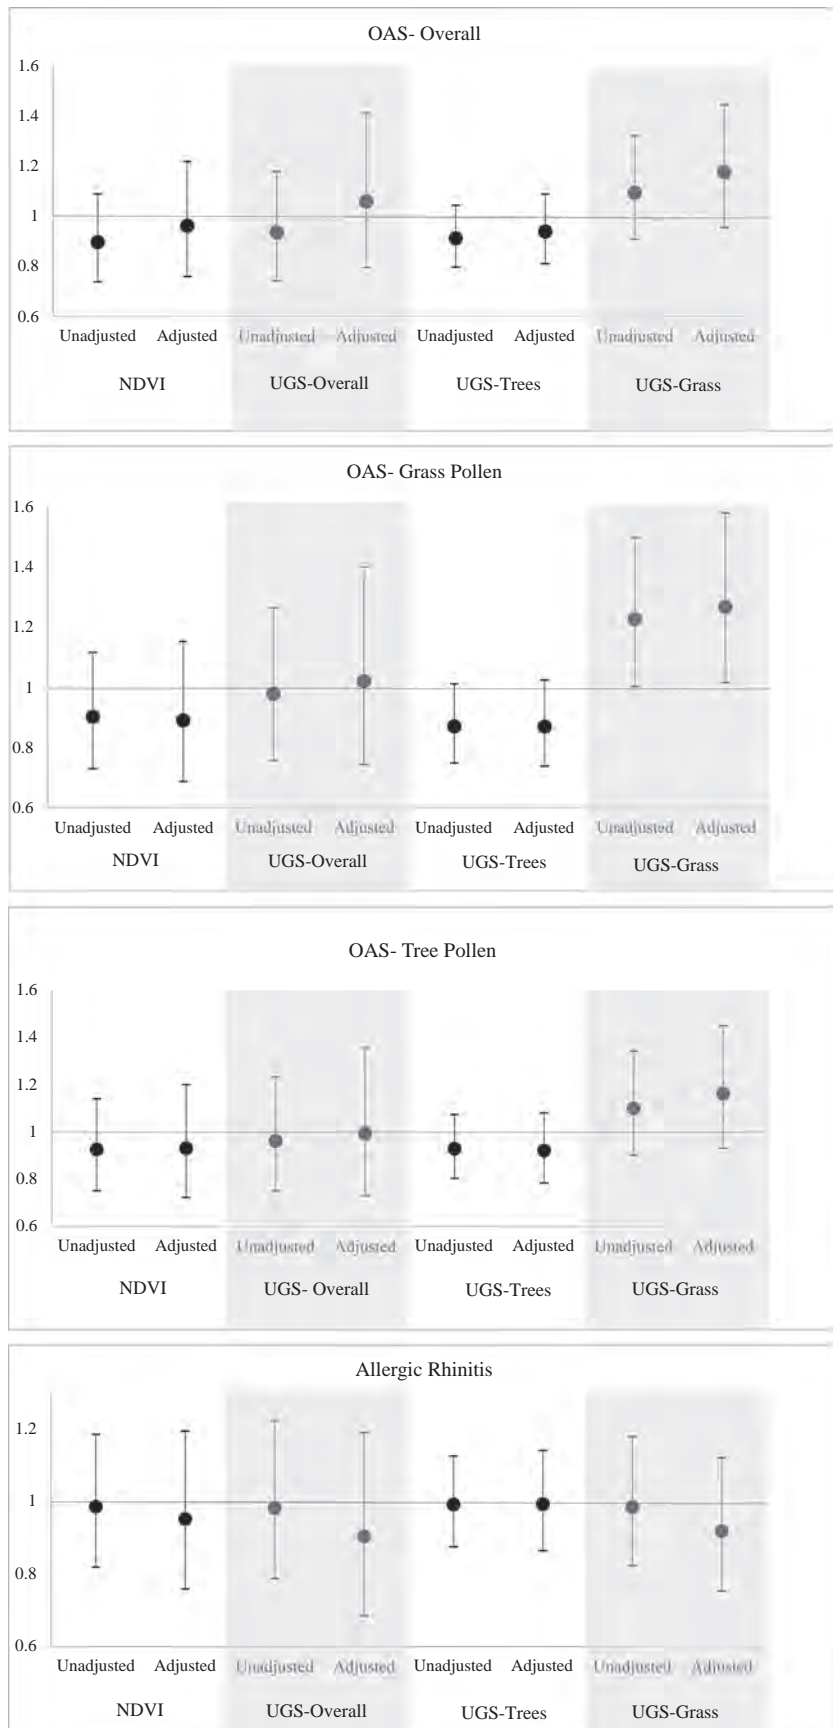 OAS- Overall
1.6
1.4
1.2
1
0.8
0.6
Unadjusted Adjusted Unadjusted Adjusted Unadjusted Adjusted Unadjusted Adjusted
NDVI UGS-Overall UGS-Trees UGS-Grass
OAS- Grass Pollen
1.6
1.4
1.2
1
0.8
0.6
Unadjusted Adjusted Unadjusted Adjusted Unadjusted Adjusted Unadjusted Adjusted
NDVI UGS-Overall UGS-Trees UGS-Grass
OAS- Tree Pollen
1.6
1.4
1.2
1
0.8
0.6
Unadjusted Adjusted Unadjusted Adjusted Unadjusted Adjusted Unadjusted Adjusted
NDVI UGS- Overall UGS-Trees UGS-Grass
Allergic Rhinitis
1.2
1
0.8
0.6
Unadjusted Adjusted Unadjusted Adjusted Unadjusted Adjusted Unadjusted Adjusted
NDVI UGS-Overall UGS-Trees UGS-Grass